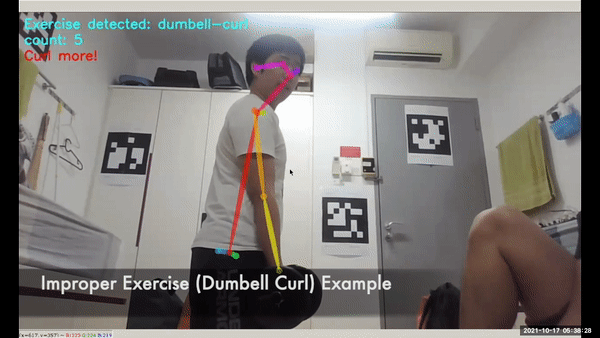 Exercise detected: dumbell-curl
count: 5
Curl more!
Improper Exercise (Dumbell Curl) Example
2021-10-17 05:38:28